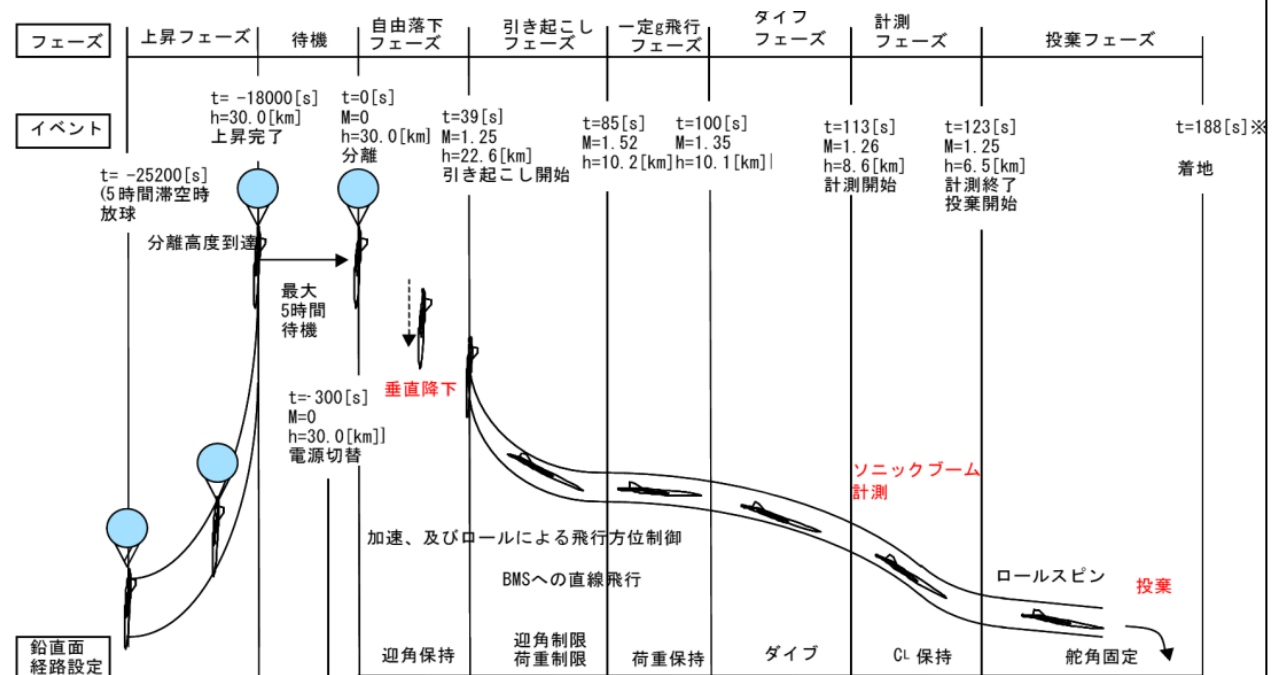 フェーズ
上昇フェーズ
待機
自由落下
フェーズ
引き起こし
フェーズ
一定g飛行
フェーズ
ダイブ
フェーズ
計測
フェーズ
投棄フェーズ
イベント
t= -25200[s]
(5時間滞空時
放球
t= -18000[s]
h=30.0[km]
上昇完了
t=0[s]
M=0
h=30.0[km]
分離
t=39[s]
M=1.25
h=22.6[km]
引き起こし開始
t=85[s]
M=1.52
h=10.2[km]
t=100[s]
M=1.35
h=10.1[km]
t=113[s]
M=1.26
h=8.6[km]
計測開始
t=123[s]
M=1.25
h=6.5[km]
計測終了
投棄開始
t=188[s]※
着地
分離高度到達
最大
5時間
待機
t=-300[s]
M=0
h=30.0[km]]
電源切替
垂直降下
加速、及びロールによる飛行方位制御
BMSへの直線飛行
ソニックブーム
計測
ロールスピン
投棄
鉛直面
経路設定
迎角保持
迎角制限
荷重制限
荷重保持
ダイブ
CL 保持
舵角固定